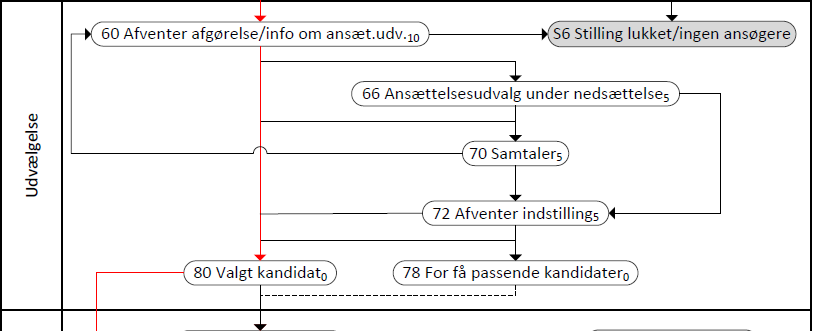 60 Afventer afgørelse/info om ansæt.udv.10
S6 Stilling lukket/ingen ansøgere
66 Ansættelsesudvalg under nedsættelse5
Udvælgelse
70 Samtaler5
72 Afventer indstilling5
80 Valgt kandidat0
78 For få passende kandidater0